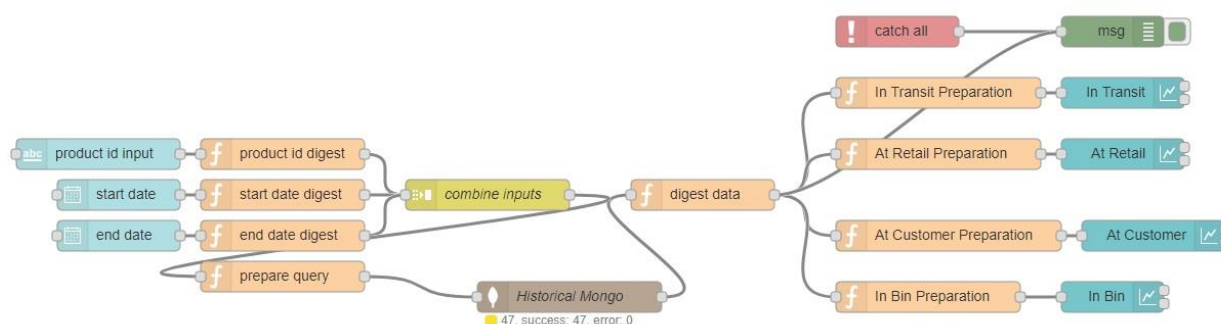 catch all
msg
In Transit Preparation
In Transit
abc
product id input
product id digest
At Retail Preparation
At Retail
start date
start date digest
combine inputs
digest data
end date
end date digest
At Customer Preparation
At Customer
prepare query
Historical Mongo
In Bin Preparation
In Bin
47, success: 47, error: 0